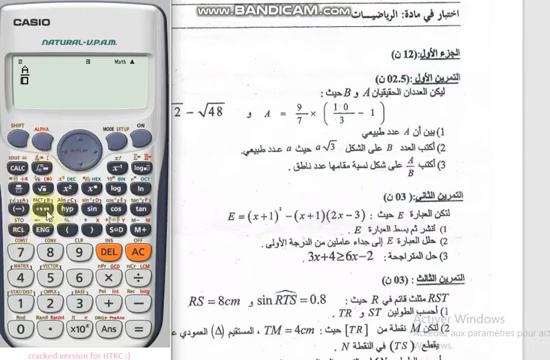 WWW.BANDICAM.COM
اختبار في مادة: الرياضيات
CASIO
NATURAL-V.P.A.M.
Math ▲
A
SHIFT ALPHA MODE SETUP ON
REPLAY
CALC x⁻¹
√ x² log ln
(−) hyp sin cos tan
RCL ENG ( ) M+
7 8 9 DEL AC
4 5 6 × ÷
1 2 3 + −
0 . ×10ˣ Ans =
cracked version for HTKC :)
الجزء الأول: (12 ن)
التمرين الأول: (02.5 ن)
ليكن العددان الحقيقيان A و B حيث :
2 − √48 و A = 9/7 × (10/3 − 1)
1) بين أن A عدد طبيعي
2) أكتب العدد B على الشكل a√3 حيث a عدد طبيعي.
3) أكتب A/B على شكل نسبة مقامها عدد ناطق .
التمرين الثاني: (03 ن)
لتكن العبارة E حيث : E = (x+1)² − (x+1)(2x−3)
1) أنشر ثم بسط العبارة E .
2) حلل العبارة E إلى جداء عاملين من الدرجة الأولى.
3) حل المتراجحة: 3x+4≥6x−2
التمرين الثالث: (03 ن)
RST مثلث قائم في R حيث : sin RTS = 0.8 و RS = 8cm
1) أحسب الطولين ST و TR .
2) لتكن M نقطة من [TR] حيث : TM = 4cm ، المستقيم (Δ) العمودي
يقطع (TS) في النقطة N .
Activer Windows
Accédez aux paramètres pour